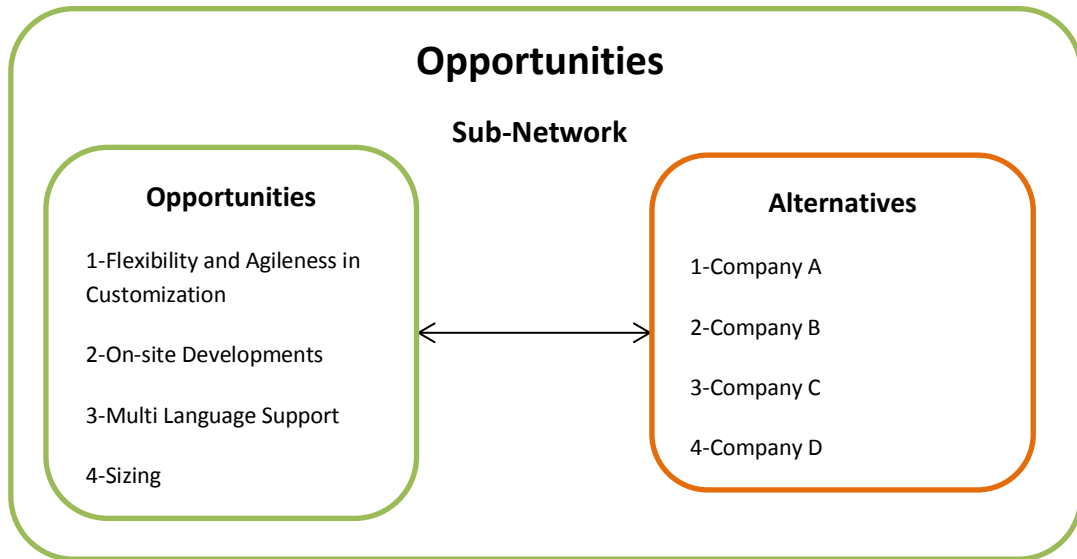 Opportunities
Sub-Network
Opportunities
1-Flexibility and Agileness in
Customization
2-On-site Developments
3-Multi Language Support
4-Sizing
Alternatives
1-Company A
2-Company B
3-Company C
4-Company D